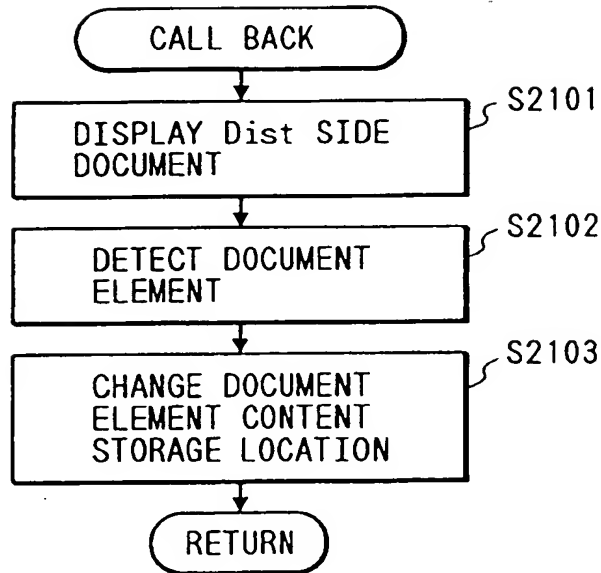 CALL BACK
S2101
DISPLAY Dist SIDE
DOCUMENT
S2102
DETECT DOCUMENT
ELEMENT
S2103
CHANGE DOCUMENT
ELEMENT CONTENT
STORAGE LOCATION
RETURN